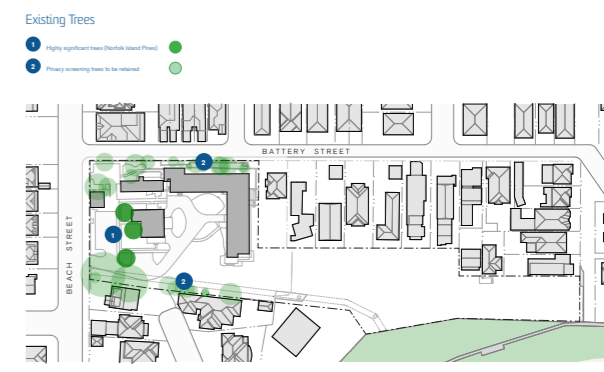 Existing Trees
1 Highly significant trees (Norfolk Island Pines)
2 Privacy screening trees to be retained
BATTERY STREET
2
1
BEACH STREET
2